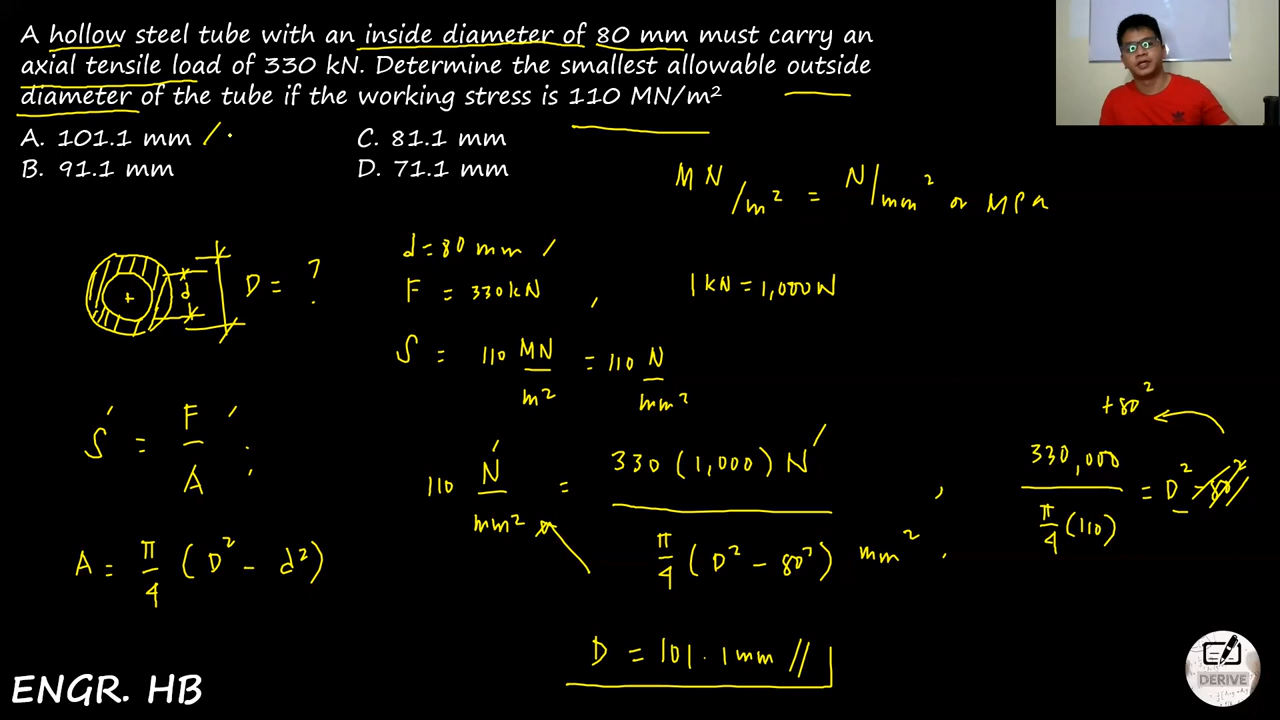 A hollow steel tube with an inside diameter of 80 mm must carry an
axial tensile load of 330 kN. Determine the smallest allowable outside
diameter of the tube if the working stress is 110 MN/m²
A. 101.1 mm / .
C. 81.1 mm
B. 91.1 mm
D. 71.1 mm
MN/m² = N/mm² or MPa
d = 80 mm /
D = ?
d
F = 330 kN ,
1 kN = 1,000 N
S = 110 MN/m² = 110 N/mm²
S = F/A
110 N/mm² = 330 (1,000) N / π/4 (D² - 80²) mm² ,
+80²
330,000 / π/4 (110) = D² - 80²
A = π/4 (D² - d²)
D = 101.1 mm //
ENGR. HB
DERIVE